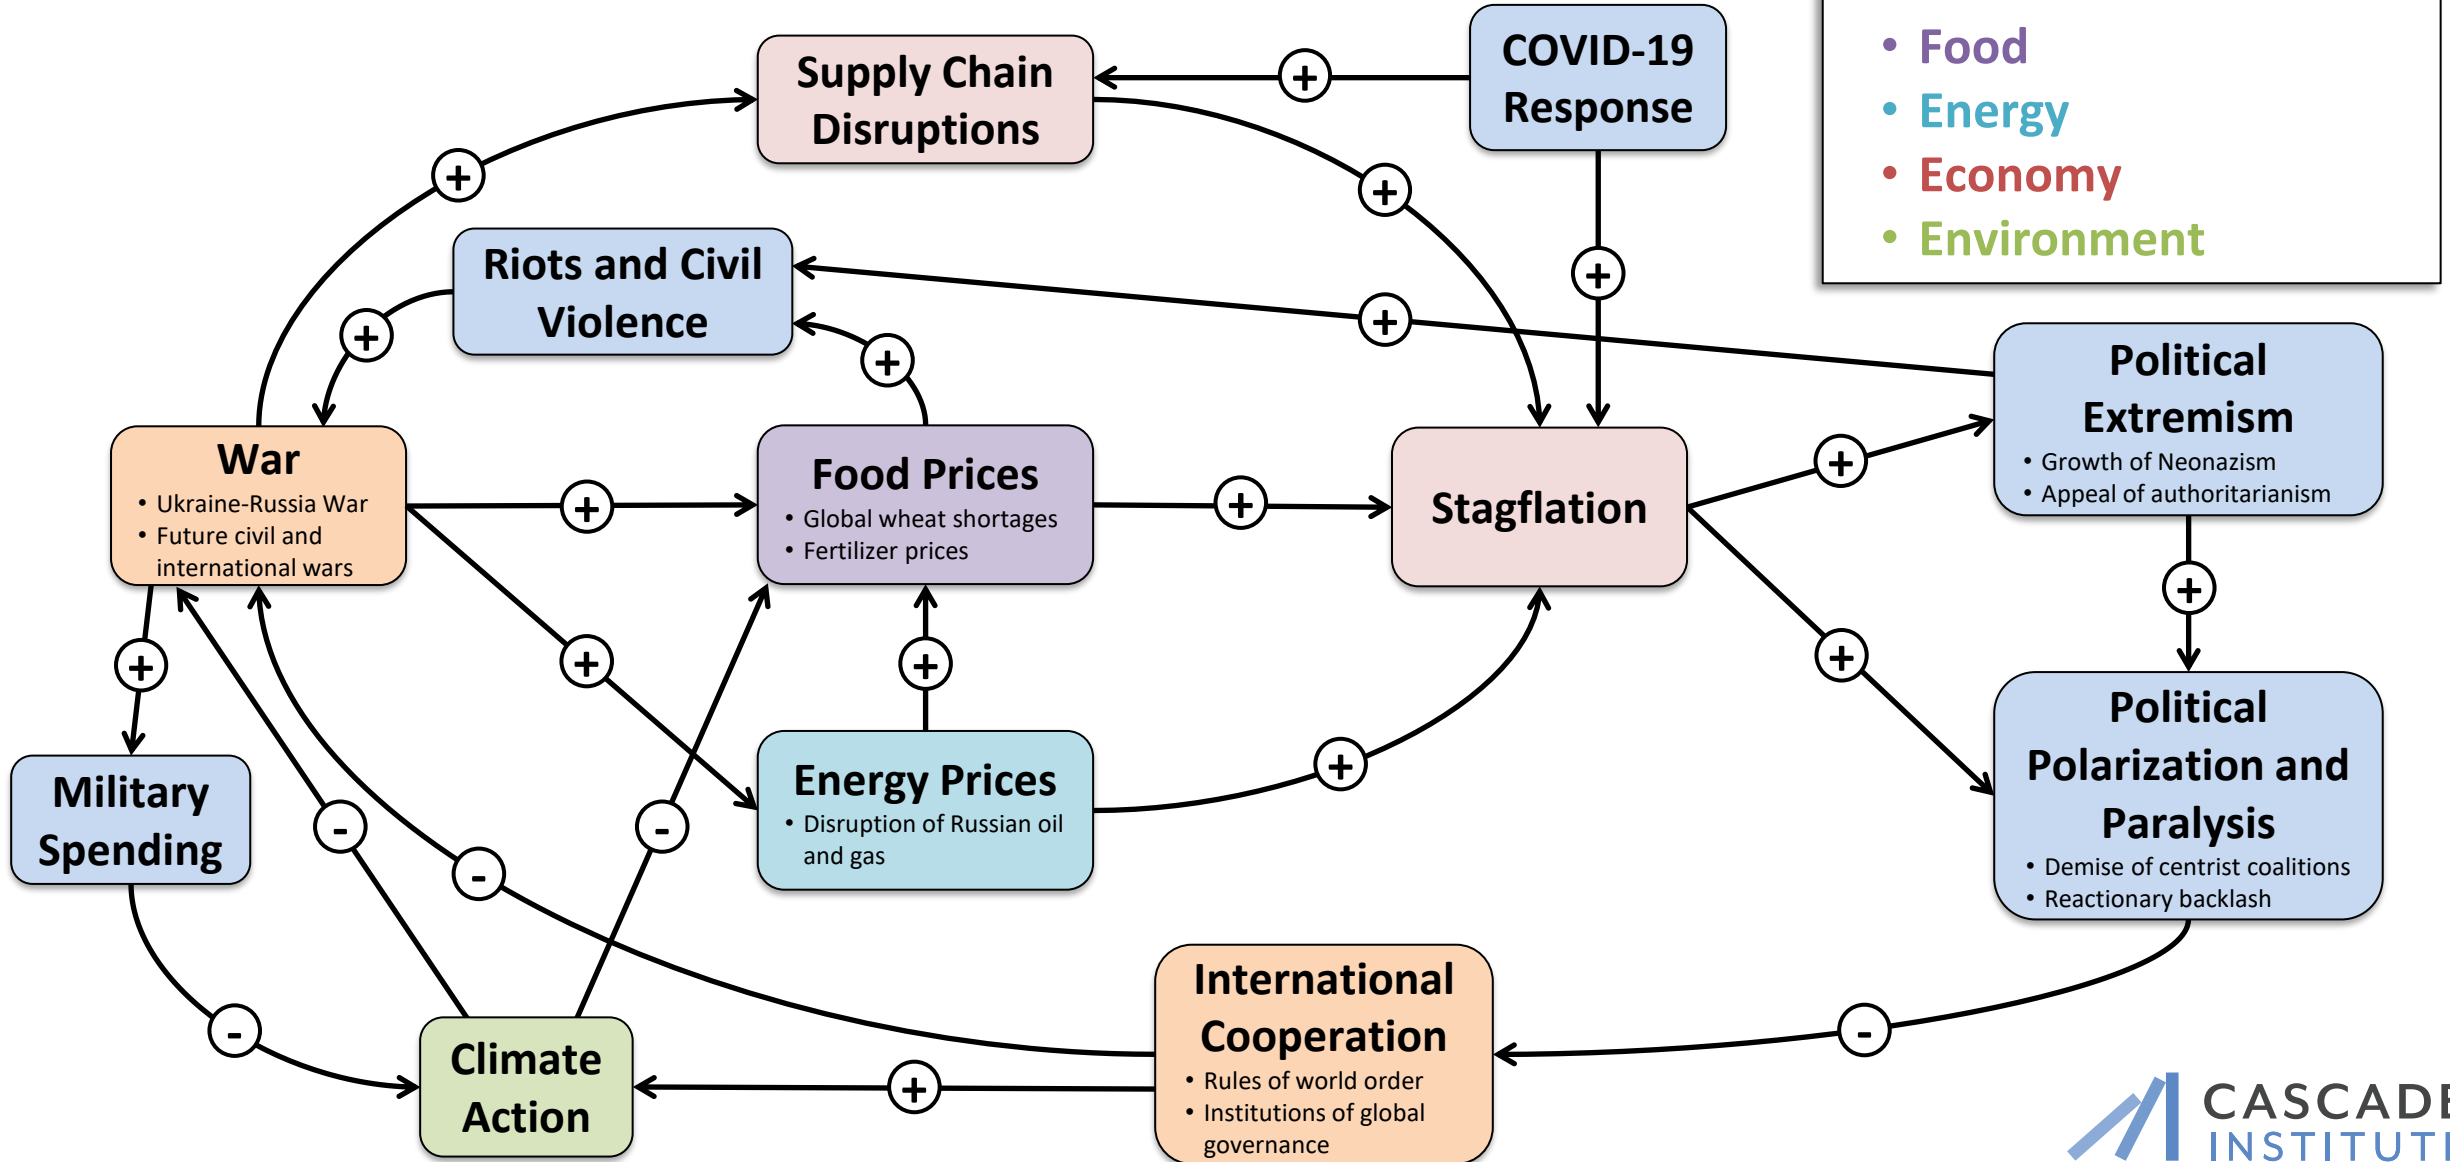 Supply Chain
Disruptions
+
COVID-19
Response
• Food
• Energy
• Economy
• Environment
+
+
+
Riots and Civil
Violence
+
+
+
War
• Ukraine-Russia War
• Future civil and
international wars
+
Food Prices
• Global wheat shortages
• Fertilizer prices
+
Stagflation
+
Political
Extremism
• Growth of Neonazism
• Appeal of authoritarianism
+
+
+
+
+
Military
Spending
-
-
Energy Prices
• Disruption of Russian oil
and gas
+
Political
Polarization and
Paralysis
• Demise of centrist coalitions
• Reactionary backlash
-
-
Climate
Action
+
International
Cooperation
• Rules of world order
• Institutions of global
governance
-
CASCADE
INSTITUT